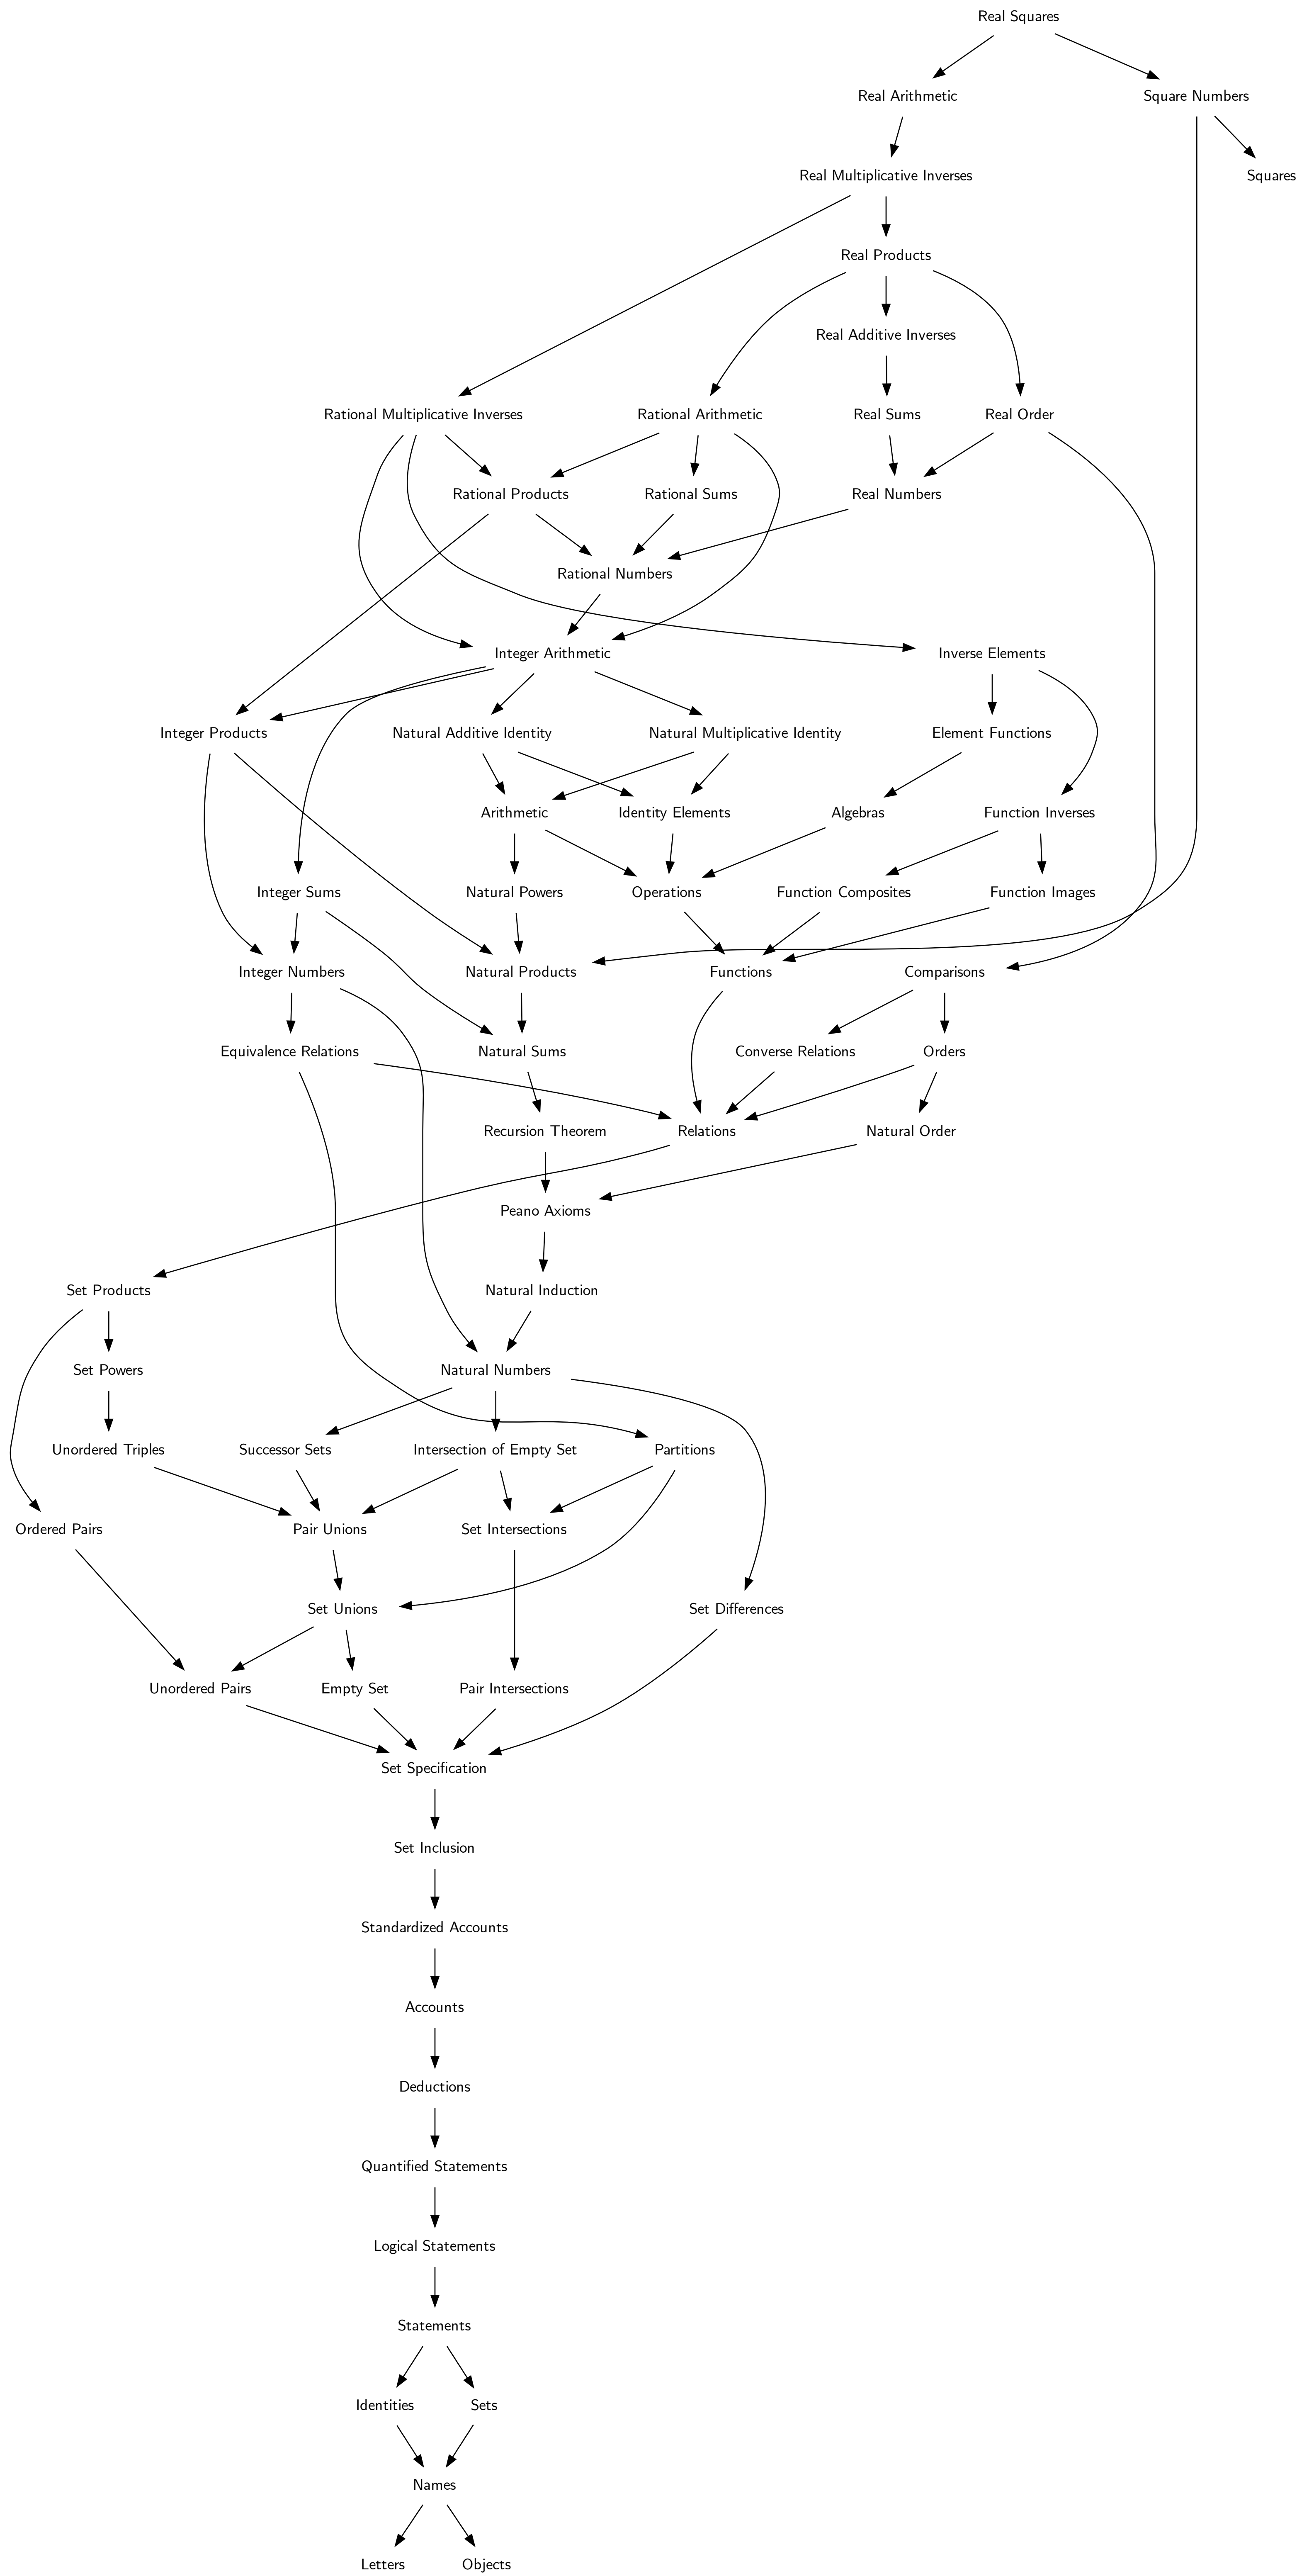 Real Squares
Real Arithmetic
Square Numbers
Real Multiplicative Inverses
Squares
Real Products
Real Additive Inverses
Rational Multiplicative Inverses
Rational Arithmetic
Real Sums
Real Order
Rational Products
Rational Sums
Real Numbers
Rational Numbers
Integer Arithmetic
Inverse Elements
Integer Products
Natural Additive Identity
Natural Multiplicative Identity
Element Functions
Arithmetic
Identity Elements
Algebras
Function Inverses
Integer Sums
Natural Powers
Operations
Function Composites
Function Images
Integer Numbers
Natural Products
Functions
Comparisons
Equivalence Relations
Natural Sums
Converse Relations
Orders
Recursion Theorem
Relations
Natural Order
Peano Axioms
Set Products
Natural Induction
Set Powers
Natural Numbers
Unordered Triples
Successor Sets
Intersection of Empty Set
Partitions
Ordered Pairs
Pair Unions
Set Intersections
Set Unions
Set Differences
Unordered Pairs
Empty Set
Pair Intersections
Set Specification
Set Inclusion
Standardized Accounts
Accounts
Deductions
Quantified Statements
Logical Statements
Statements
Identities
Sets
Names
Letters
Objects